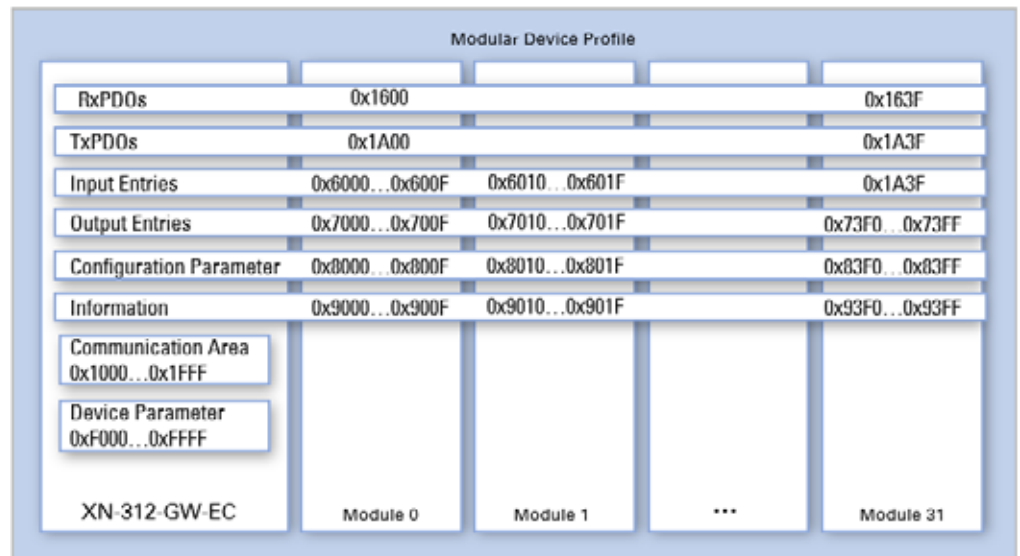 Modular Device Profile
RxPDOs 0x1600 0x163F
TxPDOs 0x1A00 0x1A3F
Input Entries 0x6000...0x600F 0x6010...0x601F 0x1A3F
Output Entries 0x7000...0x700F 0x7010...0x701F 0x73F0...0x73FF
Configuration Parameter 0x8000...0x800F 0x8010...0x801F 0x83F0...0x83FF
Information 0x9000...0x900F 0x9010...0x901F 0x93F0...0x93FF
Communication Area
0x1000...0x1FFF
Device Parameter
0xF000...0xFFFF
XN-312-GW-EC Module 0 Module 1 ... Module 31